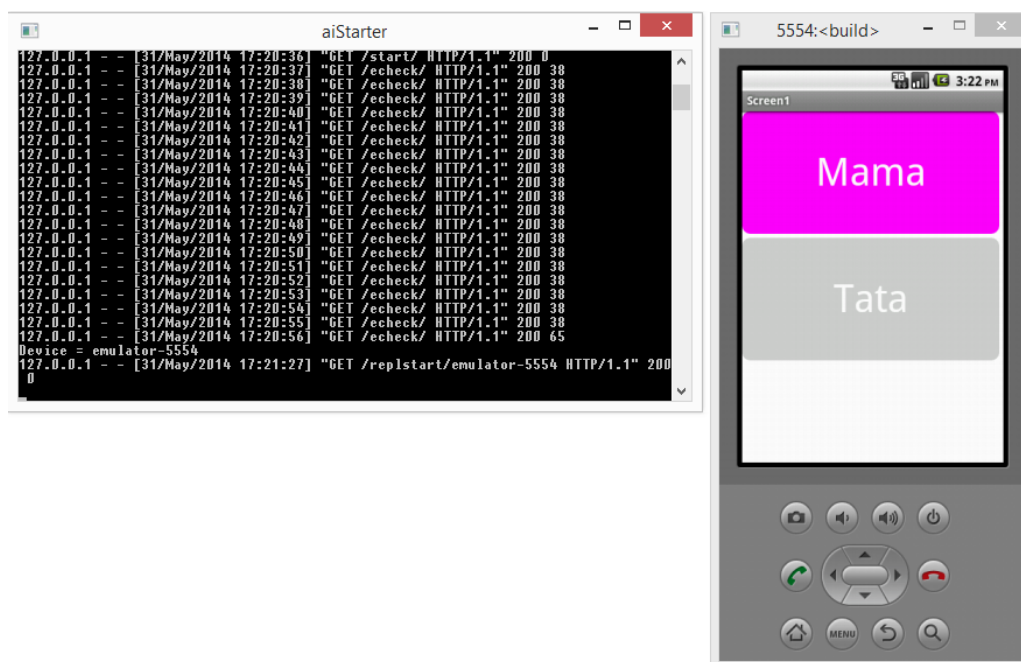 aiStarter
127.0.0.1 - - [31/May/2014 17:20:36] "GET /start/ HTTP/1.1" 200 0
127.0.0.1 - - [31/May/2014 17:20:37] "GET /echeck/ HTTP/1.1" 200 38
127.0.0.1 - - [31/May/2014 17:20:38] "GET /echeck/ HTTP/1.1" 200 38
127.0.0.1 - - [31/May/2014 17:20:39] "GET /echeck/ HTTP/1.1" 200 38
127.0.0.1 - - [31/May/2014 17:20:40] "GET /echeck/ HTTP/1.1" 200 38
127.0.0.1 - - [31/May/2014 17:20:41] "GET /echeck/ HTTP/1.1" 200 38
127.0.0.1 - - [31/May/2014 17:20:42] "GET /echeck/ HTTP/1.1" 200 38
127.0.0.1 - - [31/May/2014 17:20:43] "GET /echeck/ HTTP/1.1" 200 38
127.0.0.1 - - [31/May/2014 17:20:44] "GET /echeck/ HTTP/1.1" 200 38
127.0.0.1 - - [31/May/2014 17:20:45] "GET /echeck/ HTTP/1.1" 200 38
127.0.0.1 - - [31/May/2014 17:20:46] "GET /echeck/ HTTP/1.1" 200 38
127.0.0.1 - - [31/May/2014 17:20:47] "GET /echeck/ HTTP/1.1" 200 38
127.0.0.1 - - [31/May/2014 17:20:48] "GET /echeck/ HTTP/1.1" 200 38
127.0.0.1 - - [31/May/2014 17:20:49] "GET /echeck/ HTTP/1.1" 200 38
127.0.0.1 - - [31/May/2014 17:20:50] "GET /echeck/ HTTP/1.1" 200 38
127.0.0.1 - - [31/May/2014 17:20:51] "GET /echeck/ HTTP/1.1" 200 38
127.0.0.1 - - [31/May/2014 17:20:52] "GET /echeck/ HTTP/1.1" 200 38
127.0.0.1 - - [31/May/2014 17:20:53] "GET /echeck/ HTTP/1.1" 200 38
127.0.0.1 - - [31/May/2014 17:20:54] "GET /echeck/ HTTP/1.1" 200 38
127.0.0.1 - - [31/May/2014 17:20:55] "GET /echeck/ HTTP/1.1" 200 38
127.0.0.1 - - [31/May/2014 17:20:56] "GET /echeck/ HTTP/1.1" 200 65
Device = emulator-5554
127.0.0.1 - - [31/May/2014 17:21:27] "GET /replstart/emulator-5554 HTTP/1.1" 200
0
5554:<build>
3G 3:22 PM
Screen1
Mama
Tata
MENU